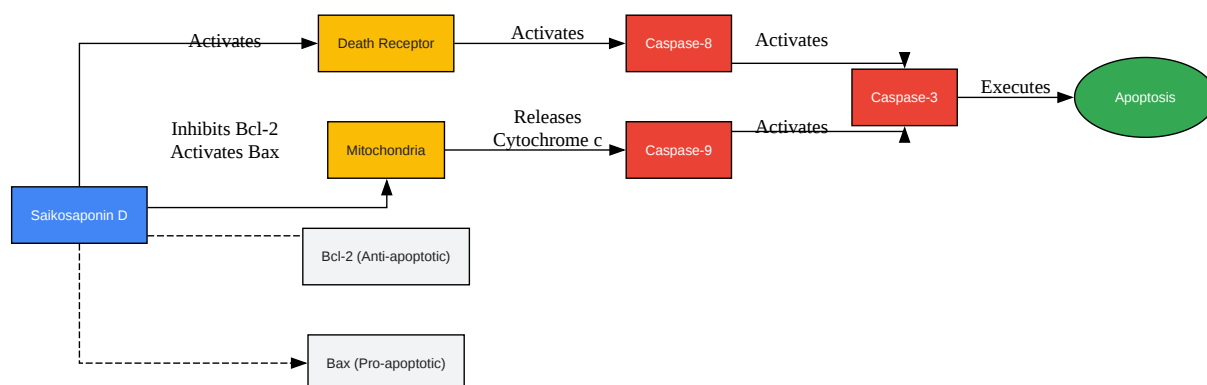 Activates
Death Receptor
Activates
Caspase-8
Activates
Caspase-3
Executes
Apoptosis
Inhibits Bcl-2
Activates Bax
Mitochondria
Releases
Cytochrome c
Caspase-9
Activates
Saikosaponin D
Bcl-2 (Anti-apoptotic)
Bax (Pro-apoptotic)